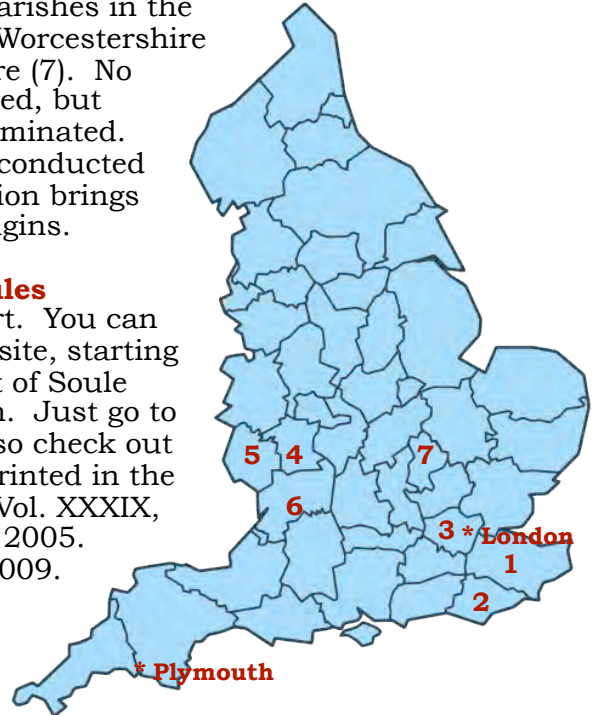 arishes in the
Worcestershire
re (7).  No
ed, but
minated.
conducted
ion brings
gins.
ules
rt.  You can
site, starting
t of Soule
n.  Just go to
so check out
rinted in the
Vol. XXXIX,
2005.
009.
5 4 7
6
3 * London
1
2
* Plymouth